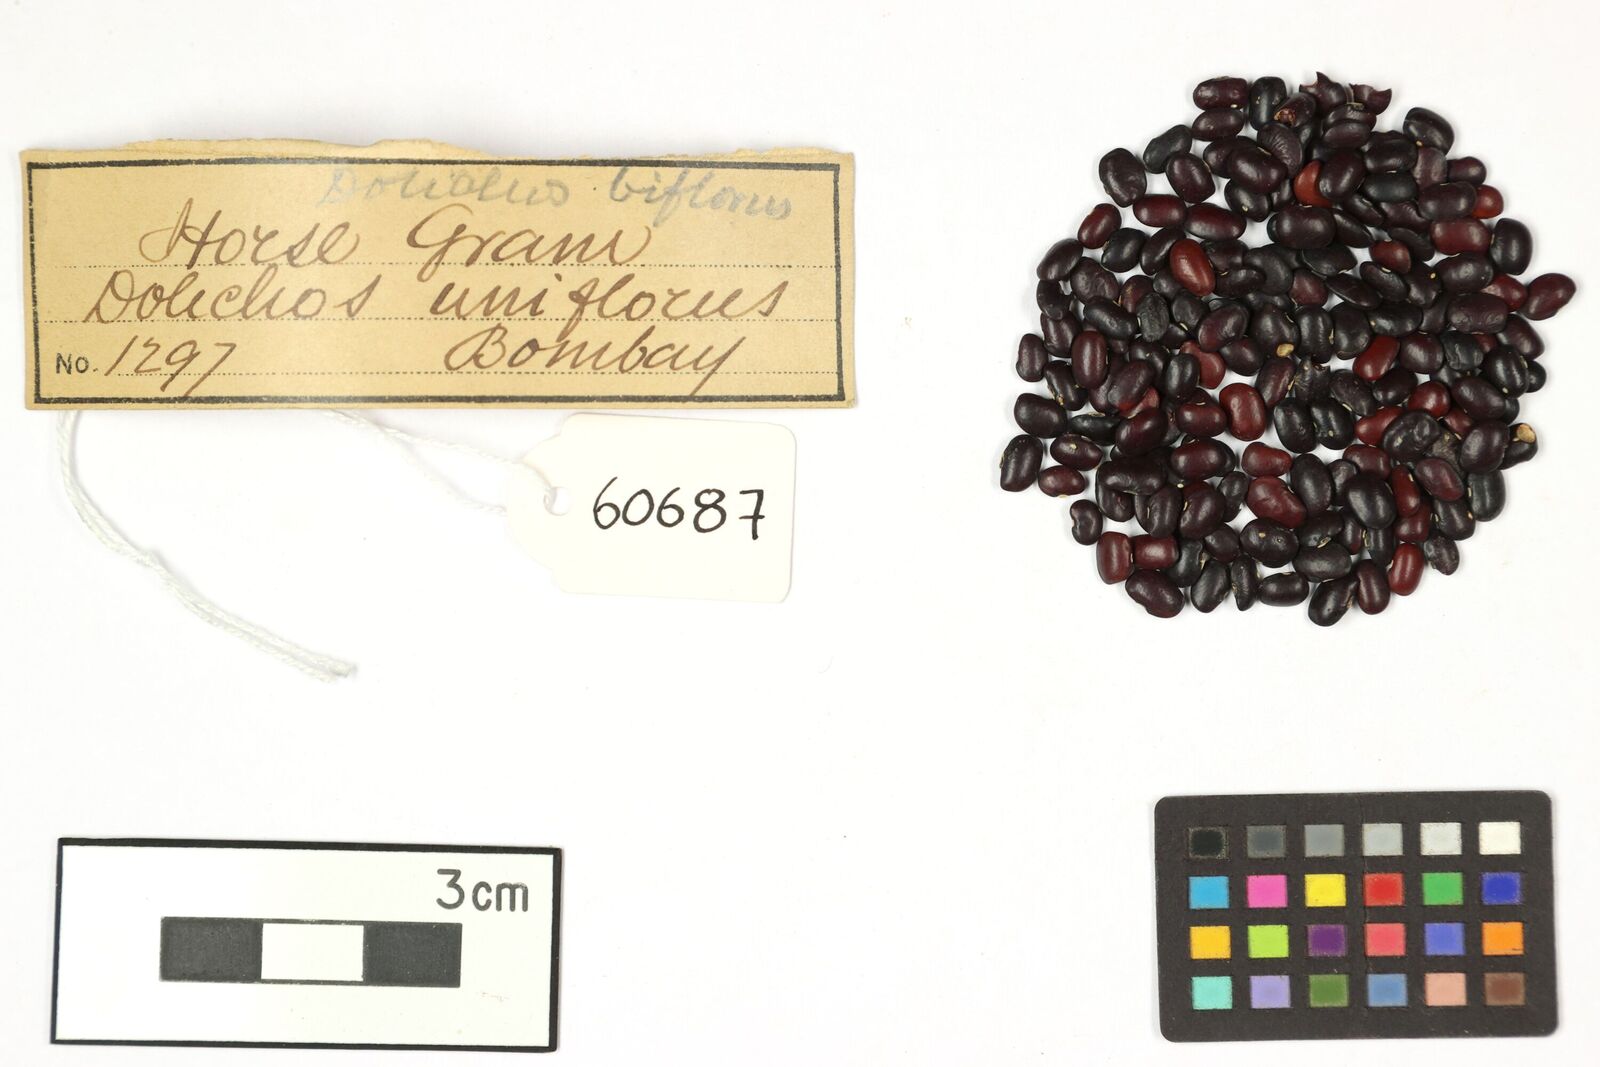 Dolichos biflorus
Horse Gram
Dolichos uniflorus
No. 1297 Bombay
60687
3cm